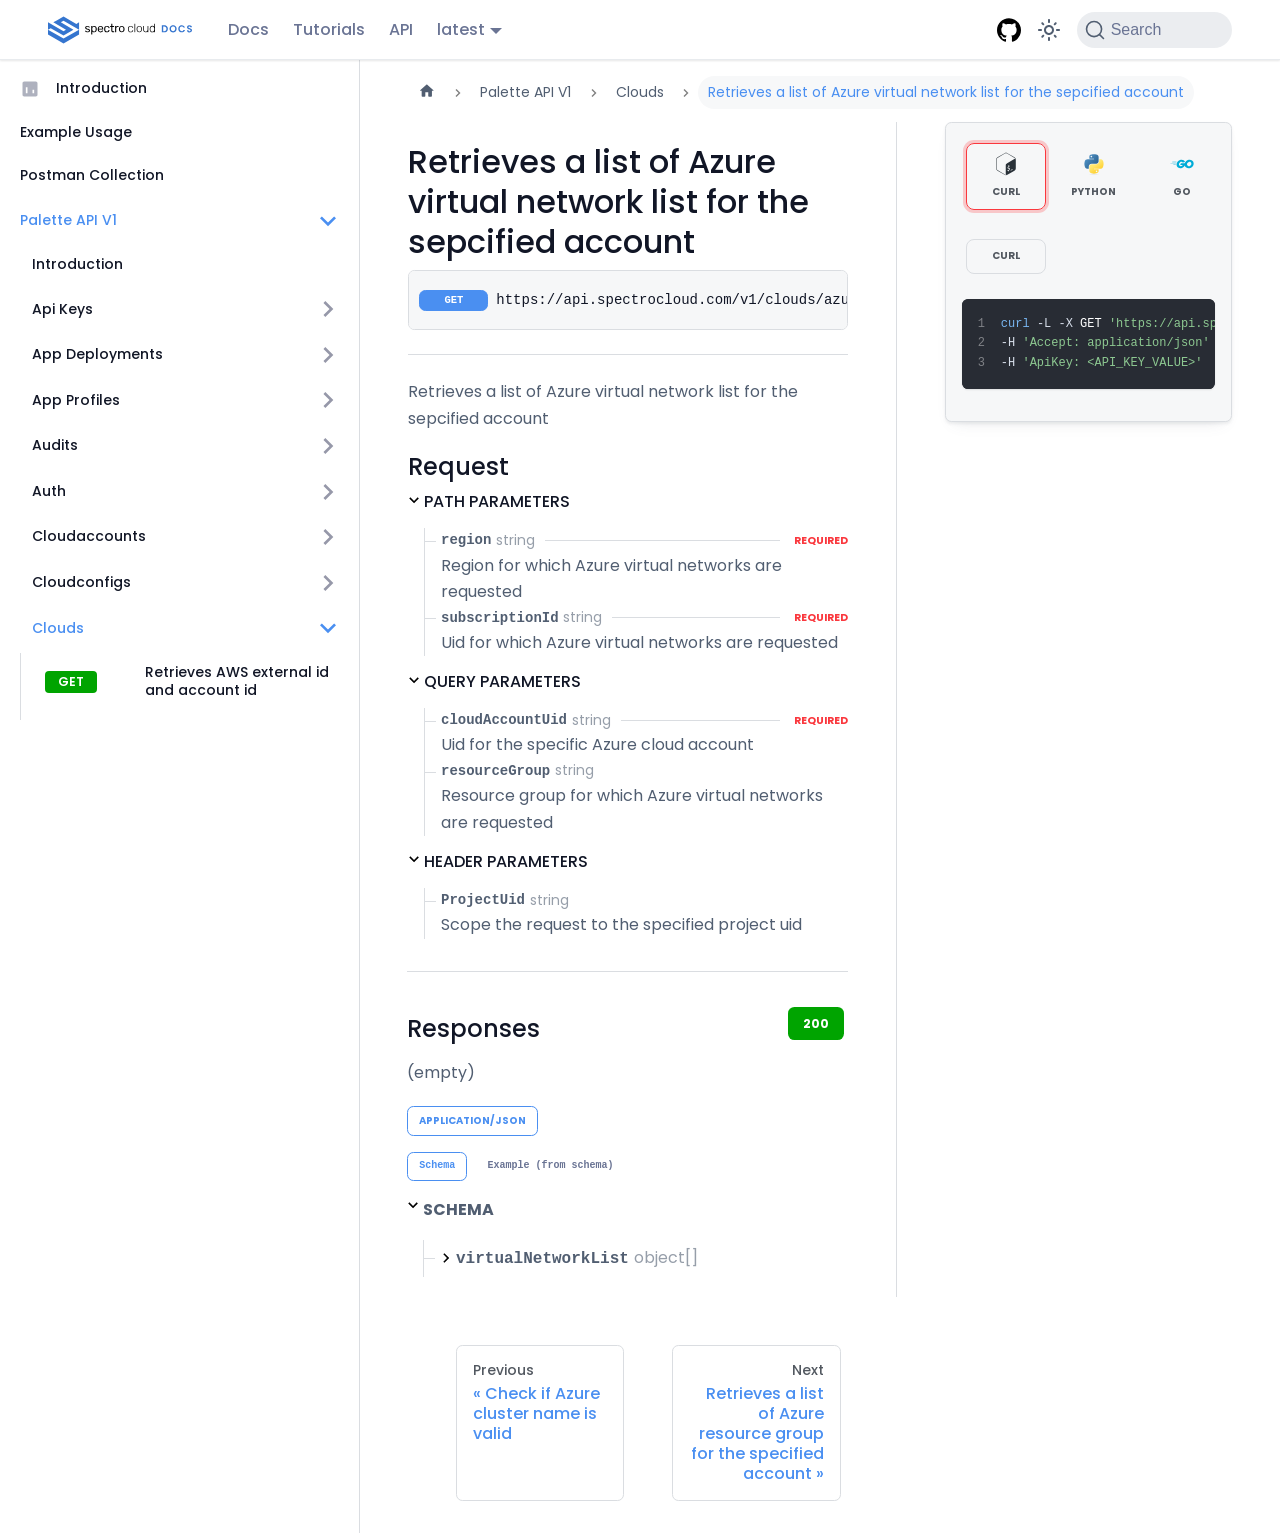 spectro cloud DOCS
Docs
Tutorials
API
latest
Search
Introduction
Example Usage
Postman Collection
Palette API V1
Introduction
Api Keys
App Deployments
App Profiles
Audits
Auth
Cloudaccounts
Cloudconfigs
Clouds
GET Retrieves AWS external id
and account id
Palette API V1
Clouds
Retrieves a list of Azure virtual network list for the sepcified account
Retrieves a list of Azure
virtual network list for the
sepcified account
GET https://api.spectrocloud.com/v1/clouds/azu
Retrieves a list of Azure virtual network list for the
sepcified account
Request
PATH PARAMETERS
region string REQUIRED
Region for which Azure virtual networks are
requested
subscriptionId string REQUIRED
Uid for which Azure virtual networks are requested
QUERY PARAMETERS
cloudAccountUid string REQUIRED
Uid for the specific Azure cloud account
resourceGroup string
Resource group for which Azure virtual networks
are requested
HEADER PARAMETERS
ProjectUid string
Scope the request to the specified project uid
Responses
200
(empty)
APPLICATION/JSON
Schema Example (from schema)
SCHEMA
virtualNetworkList object[]
Previous
« Check if Azure
cluster name is
valid
Next
Retrieves a list
of Azure
resource group
for the specified
account »
CURL PYTHON GO
CURL
1 curl -L -X GET 'https://api.sp
2 -H 'Accept: application/json'
3 -H 'ApiKey: <API_KEY_VALUE>'